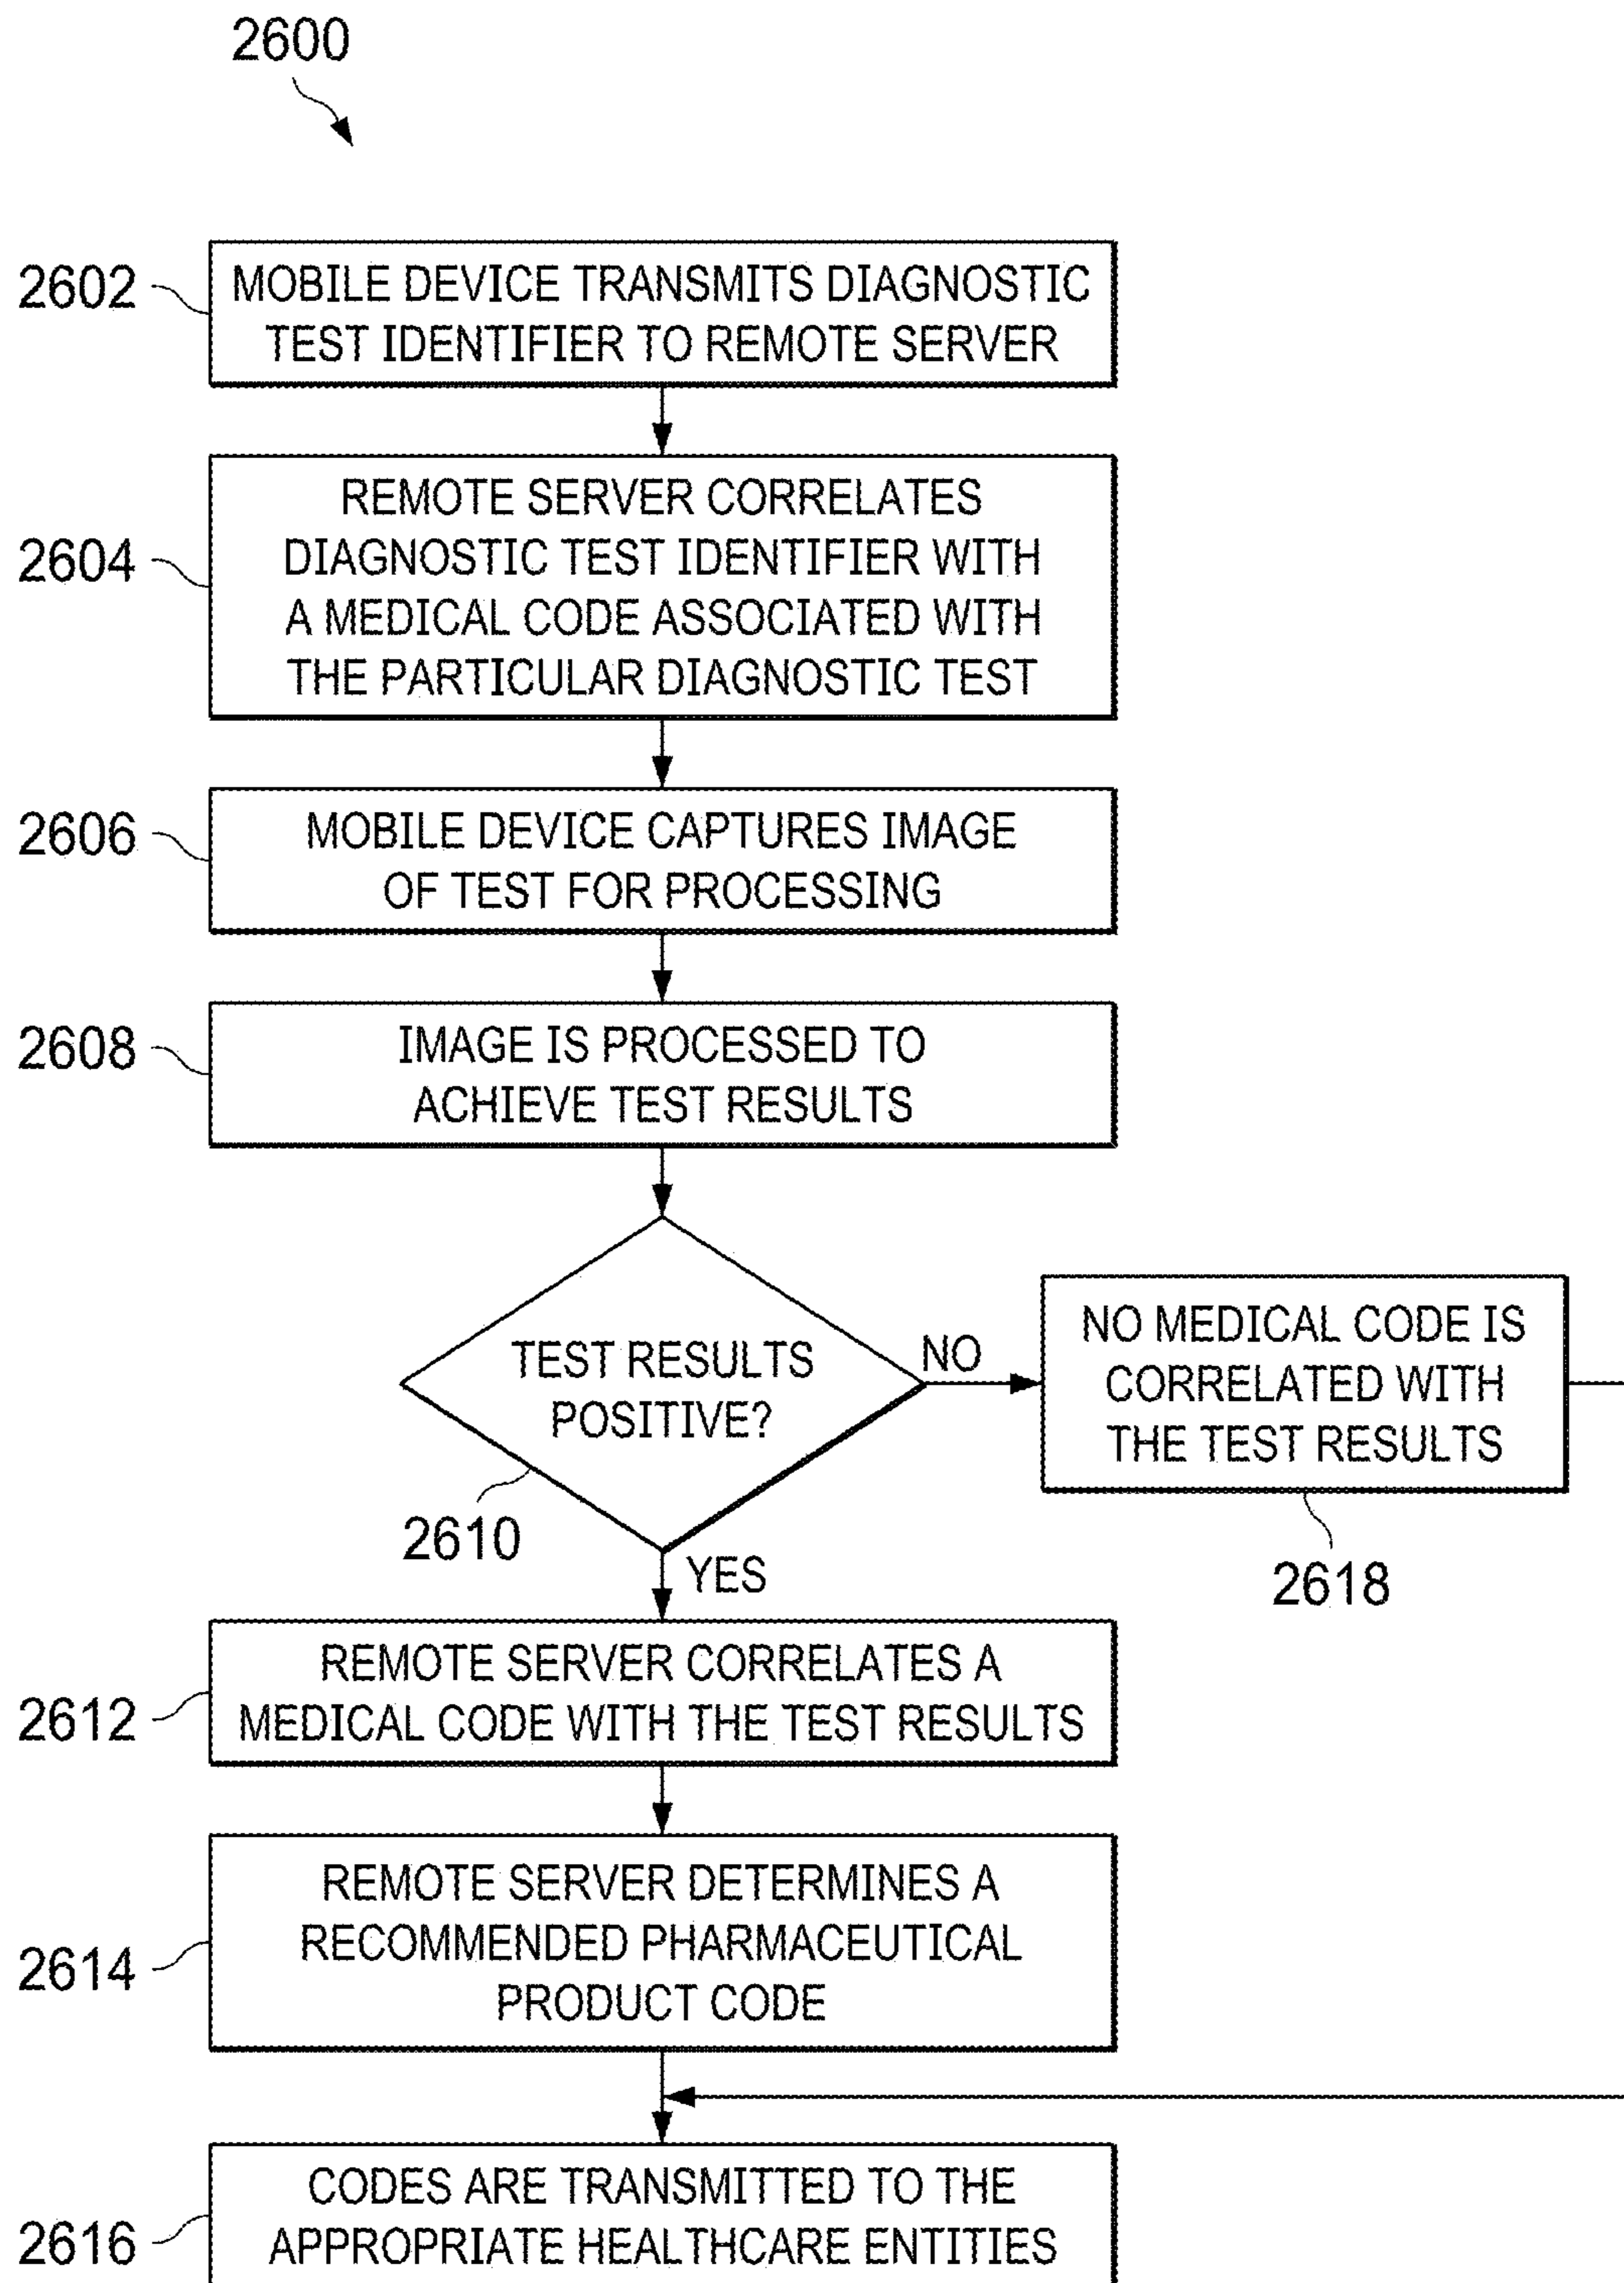 2600
2602
MOBILE DEVICE TRANSMITS DIAGNOSTIC
TEST IDENTIFIER TO REMOTE SERVER
2604
REMOTE SERVER CORRELATES
DIAGNOSTIC TEST IDENTIFIER WITH
A MEDICAL CODE ASSOCIATED WITH
THE PARTICULAR DIAGNOSTIC TEST
2606
MOBILE DEVICE CAPTURES IMAGE
OF TEST FOR PROCESSING
2608
IMAGE IS PROCESSED TO
ACHIEVE TEST RESULTS
TEST RESULTS
POSITIVE?
2610
NO
NO MEDICAL CODE IS
CORRELATED WITH
THE TEST RESULTS
2618
YES
2612
REMOTE SERVER CORRELATES A
MEDICAL CODE WITH THE TEST RESULTS
2614
REMOTE SERVER DETERMINES A
RECOMMENDED PHARMACEUTICAL
PRODUCT CODE
2616
CODES ARE TRANSMITTED TO THE
APPROPRIATE HEALTHCARE ENTITIES